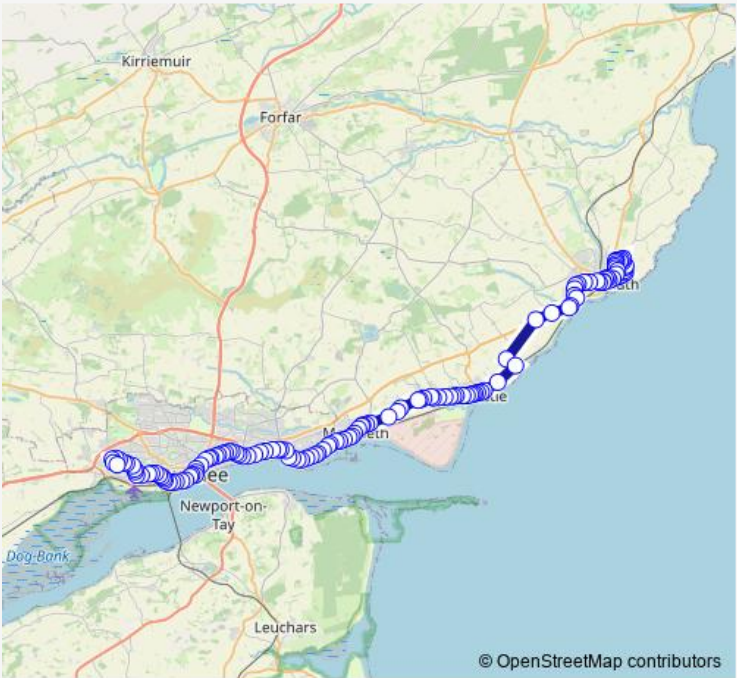 Kirriemuir
Forfar
Newport-on-
Tay
Dog-Bank
Leuchars
© OpenStreetMap contributors